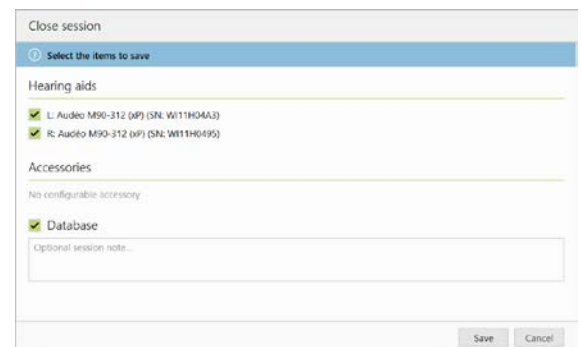 Close session
Select the items to save
Hearing aids
L: Audéo M90-312 (xP) (SN: WI11H04A3)
R: Audéo M90-312 (xP) (SN: WI11H0495)
Accessories
No configurable accessory
Database
Optional session note...
Save Cancel